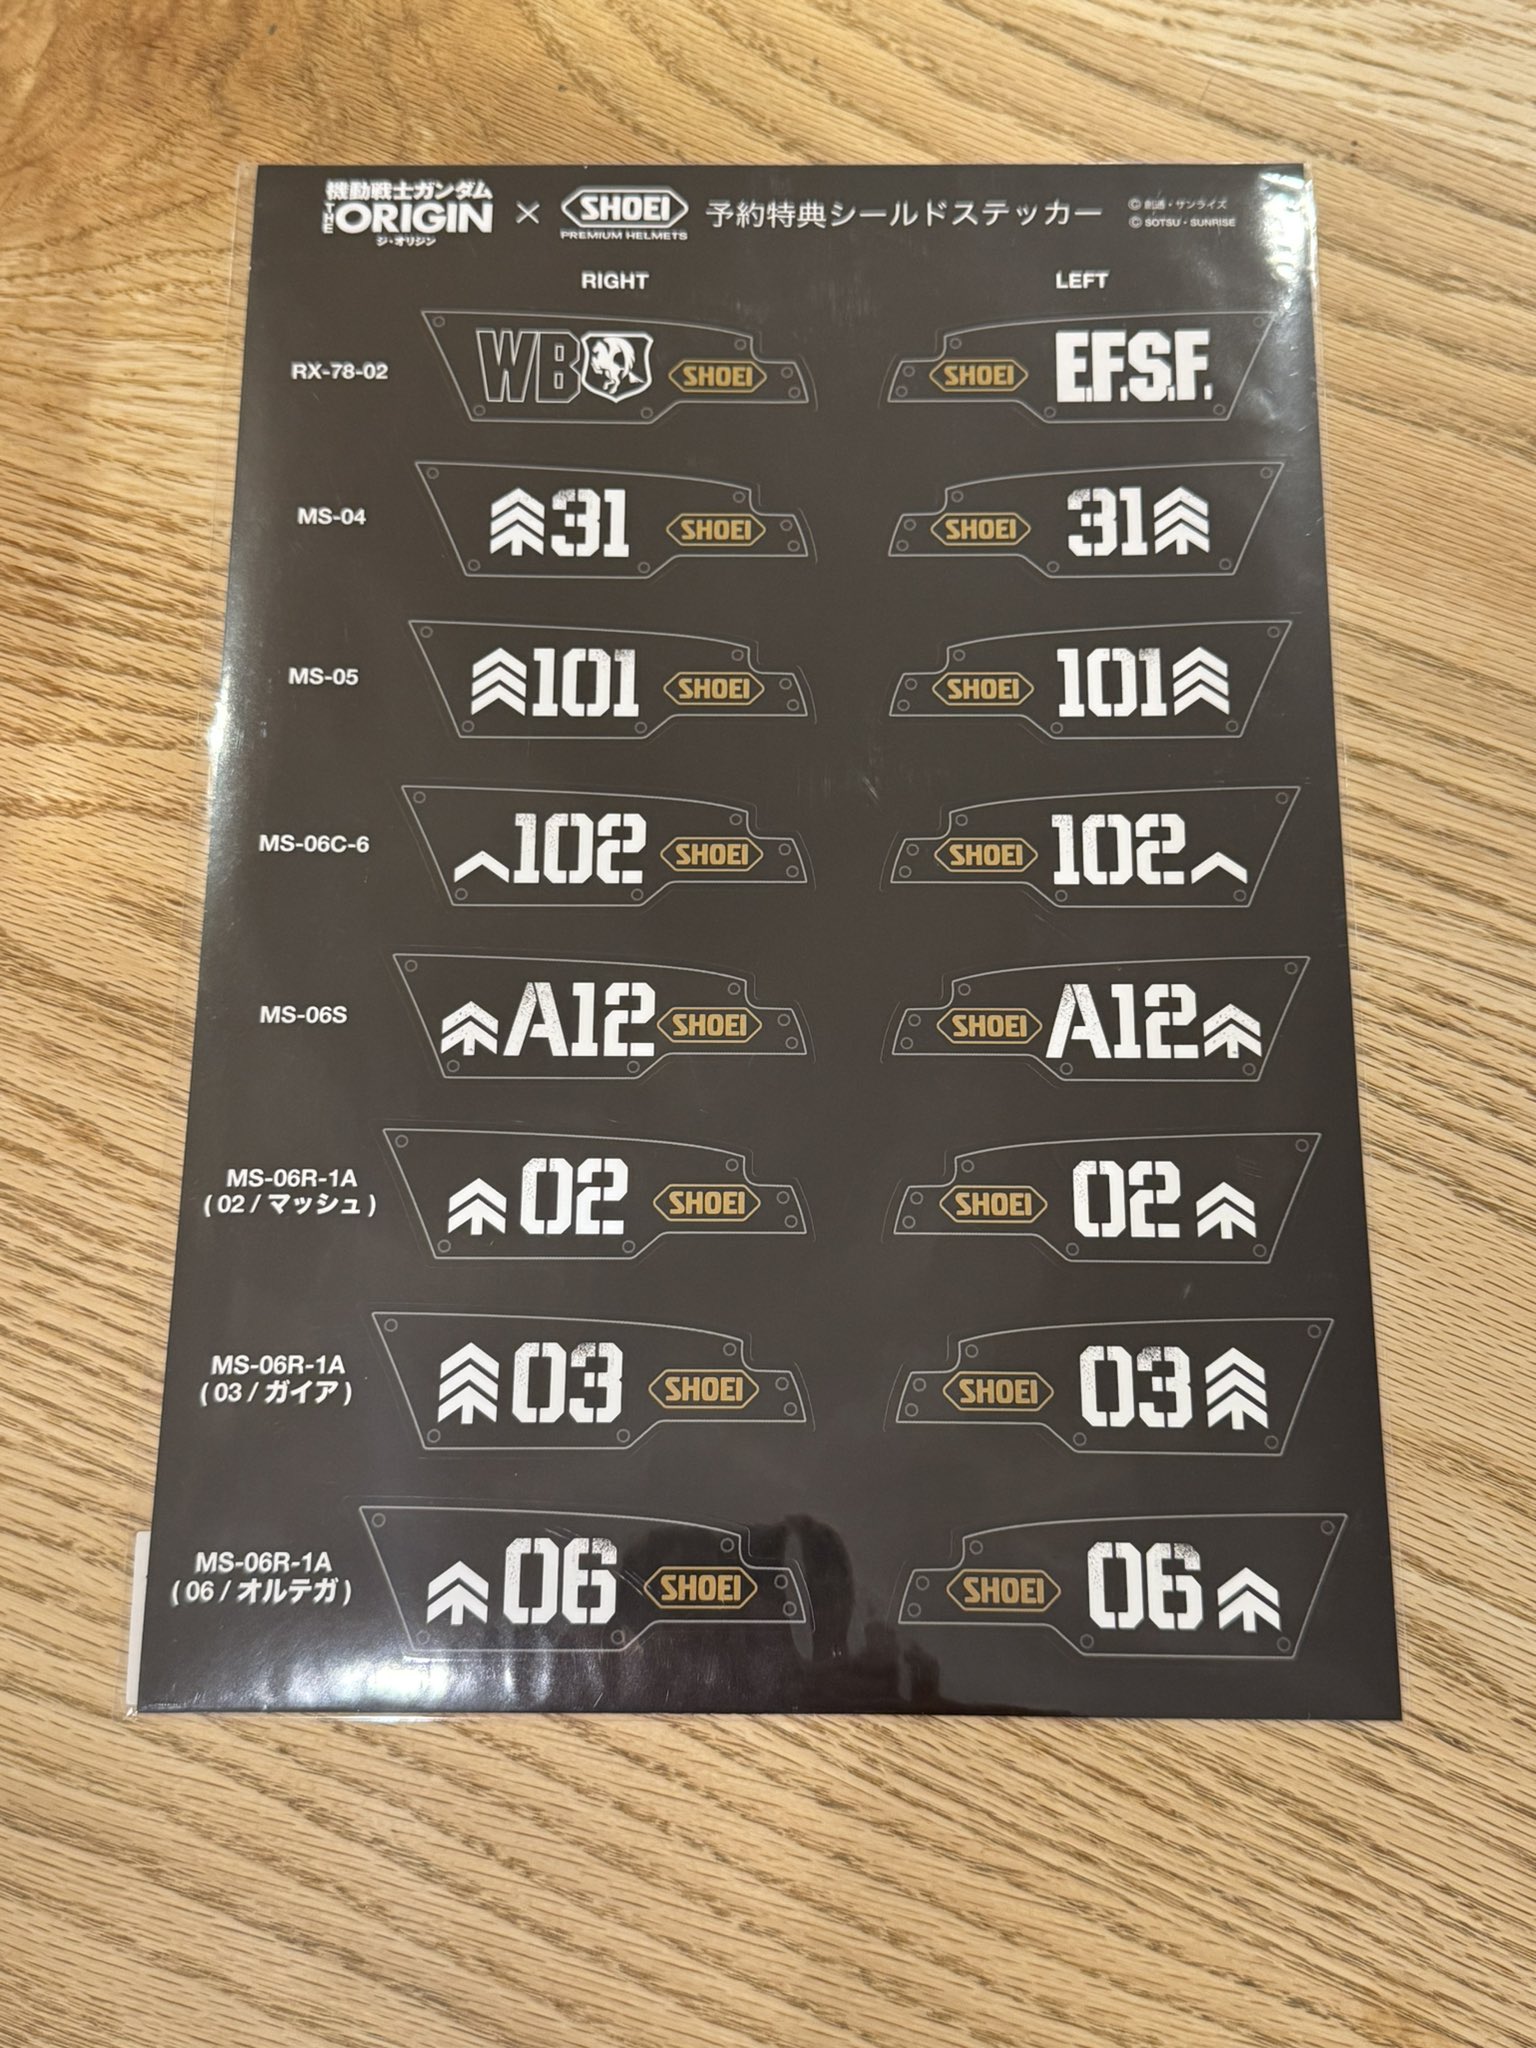 機動戦士ガンダム
THE ORIGIN
ジ・オリジン
×
SHOEI
PREMIUM HELMETS
予約特典シールドステッカー
©創通・サンライズ
©SOTSU・SUNRISE
RIGHT LEFT
RX-78-02 WB SHOEI SHOEI E.F.S.F.
MS-04 31 SHOEI SHOEI 31
MS-05 101 SHOEI SHOEI 101
MS-06C-6 102 SHOEI SHOEI 102
MS-06S A12 SHOEI SHOEI A12
MS-06R-1A
(02/マッシュ) 02 SHOEI SHOEI 02
MS-06R-1A
(03/ガイア) 03 SHOEI SHOEI 03
MS-06R-1A
(06/オルテガ) 06 SHOEI SHOEI 06